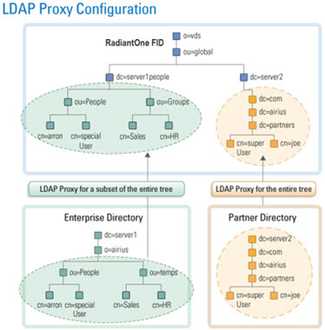 LDAP Proxy Configuration
RadiantOne FID
o=vds
ou=global
dc=server1people
dc=server2
ou=People
ou=Groups
cn=arron
cn=special
User
cn=Sales
cn=HR
dc=com
dc=airius
dc=partners
cn=super
User
cn=joe
LDAP Proxy for a subset of the entire tree
LDAP Proxy for the entire tree
Enterprise Directory
dc=server1
o=airius
ou=People
ou=temps
cn=arron
cn=special
User
cn=Sales
cn=HR
Partner Directory
dc=server2
dc=com
dc=airius
dc=partners
cn=super
User
cn=joe